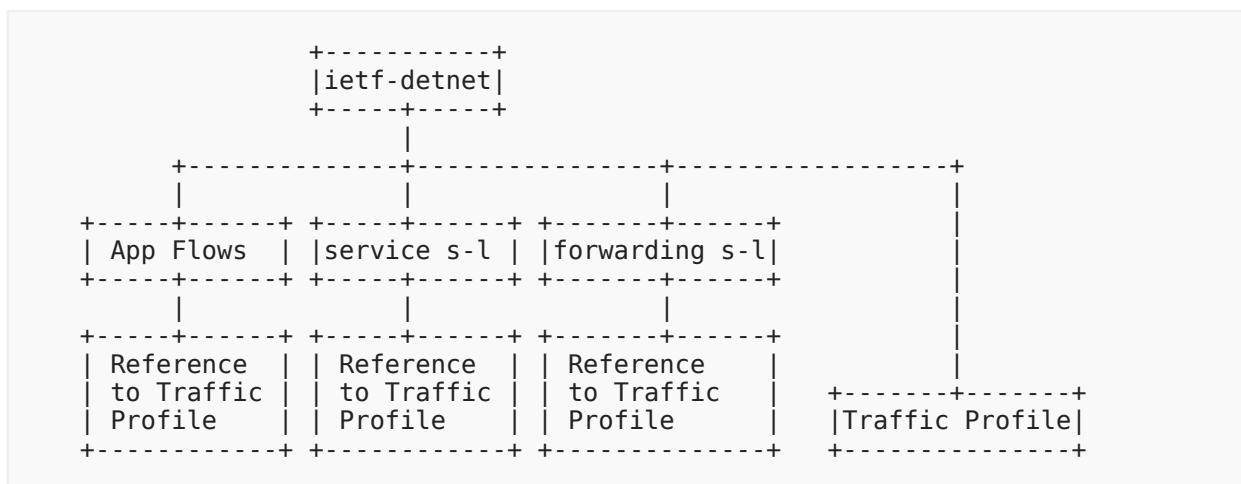 +-----------+
                |ietf-detnet|
                +-----+-----+
                      |
       +--------------+----------------+------------------+
       |              |                |                  |
 +-----+------+ +-----+------+ +-------+------+           |
 | App Flows  | |service s-l | |forwarding s-l|           |
 +-----+------+ +-----+------+ +-------+------+           |
       |              |                |                  |
 +-----+------+ +-----+------+ +-------+------+           |
 | Reference  | | Reference  | | Reference    |           |
 | to Traffic | | to Traffic | | to Traffic   |   +-------+-------+
 | Profile    | | Profile    | | Profile      |   |Traffic Profile|
 +------------+ +------------+ +--------------+   +---------------+